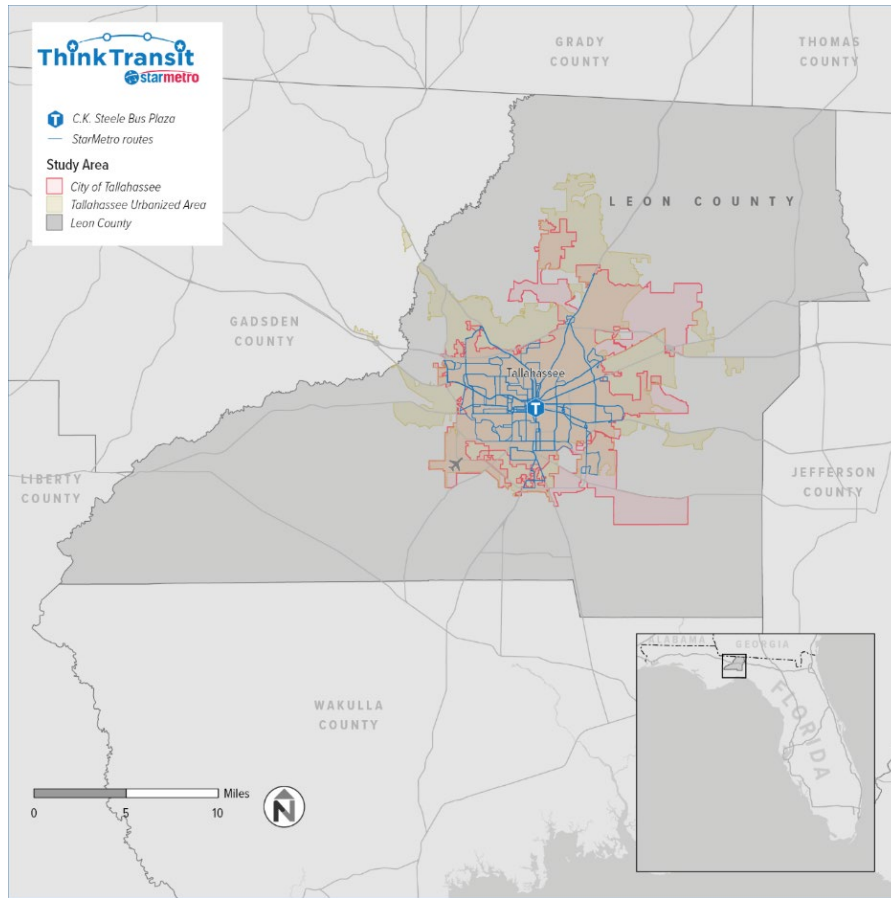 ThinkTransit
starmetro
C.K. Steele Bus Plaza
StarMetro routes
Study Area
City of Tallahassee
Tallahassee Urbanized Area
Leon County
GRADY
COUNTY
THOMAS
COUNTY
LEON COUNTY
GADSDEN
COUNTY
Tallahassee
T
LIBERTY
COUNTY
JEFFERSON
COUNTY
WAKULLA
COUNTY
ALABAMA
GEORGIA
FLORIDA
Miles
0 5 10
N